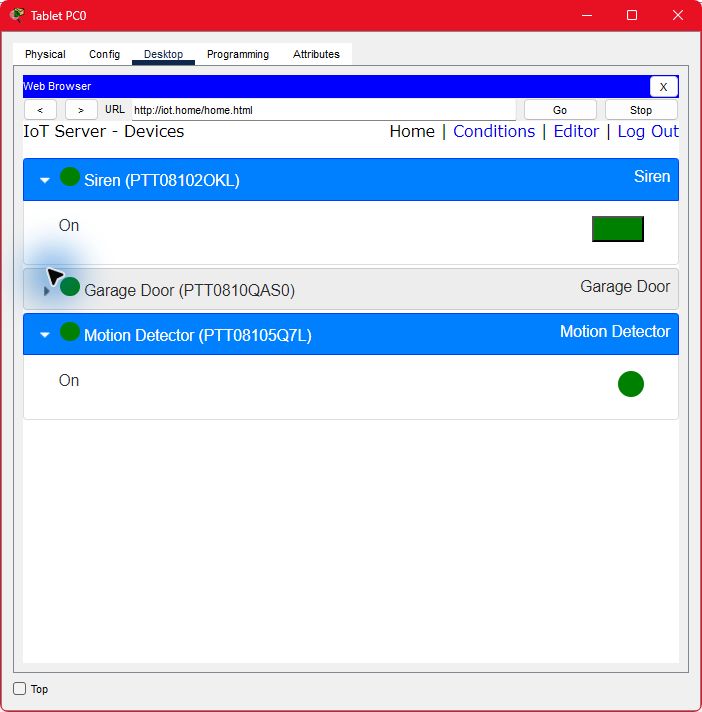 Tablet PC0
Physical Config Desktop Programming Attributes
Web Browser X
< > URL http://iot.home/home.html Go Stop
IoT Server - Devices Home | Conditions | Editor | Log Out
Siren (PTT08102OKL) Siren
On
Garage Door (PTT0810QAS0) Garage Door
Motion Detector (PTT08105Q7L) Motion Detector
On
Top